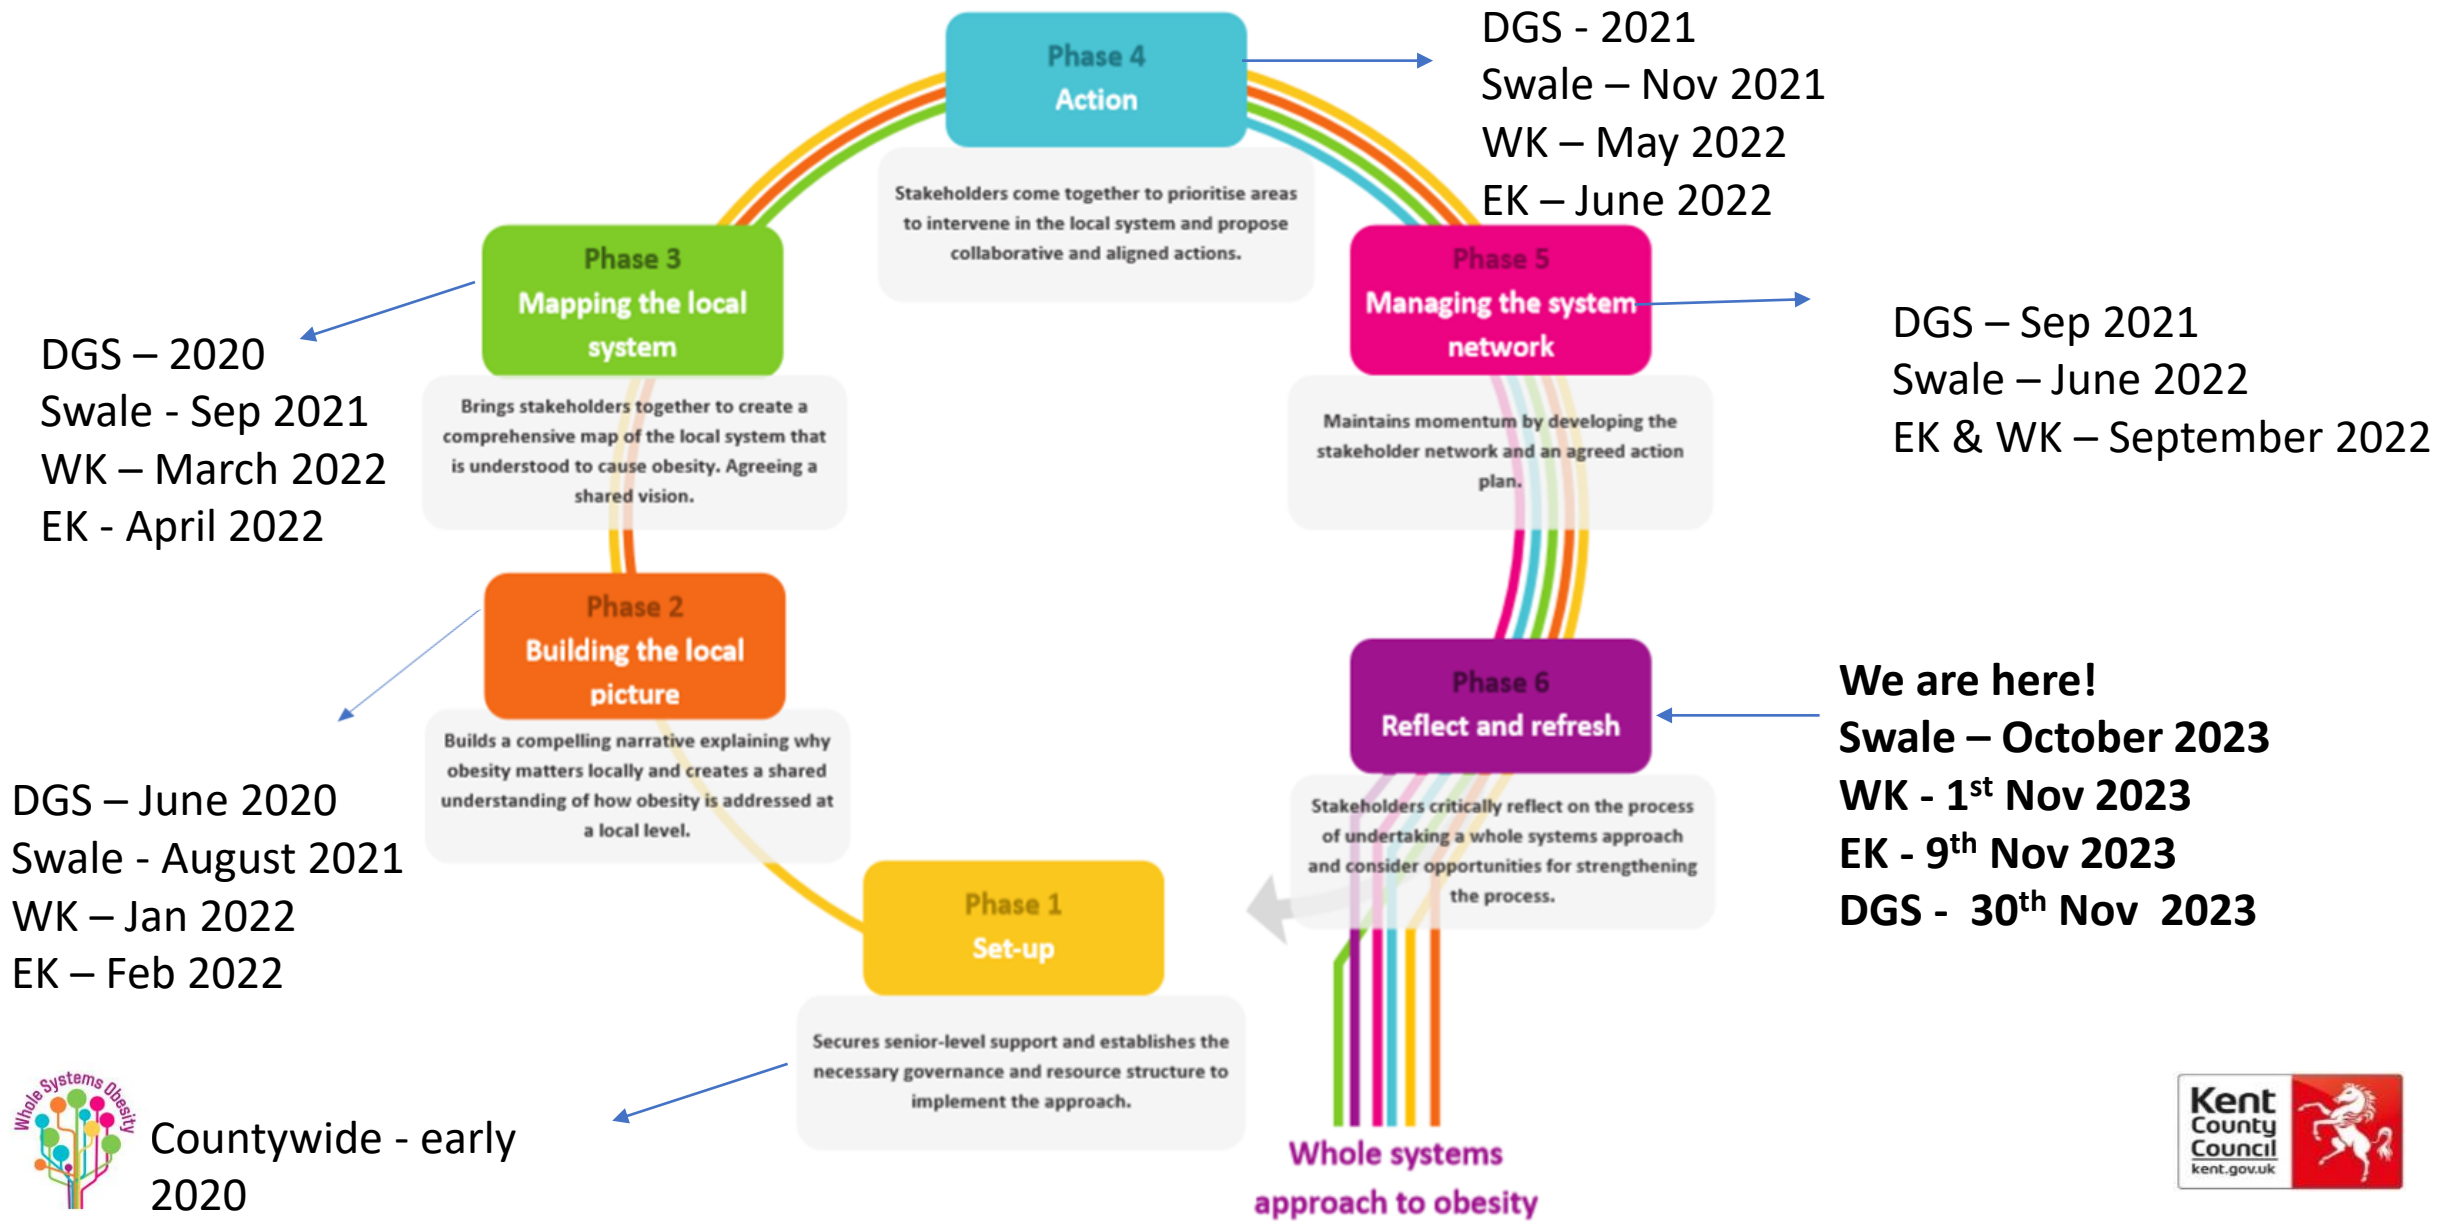 Phase 4
Action
Stakeholders come together to prioritise areas
to intervene in the local system and propose
collaborative and aligned actions.
DGS - 2021
Swale – Nov 2021
WK – May 2022
EK – June 2022
Phase 3
Mapping the local
system
Brings stakeholders together to create a
comprehensive map of the local system that
is understood to cause obesity. Agreeing a
shared vision.
DGS – 2020
Swale - Sep 2021
WK – March 2022
EK - April 2022
Phase 5
Managing the system
network
Maintains momentum by developing the
stakeholder network and an agreed action
plan.
DGS – Sep 2021
Swale – June 2022
EK & WK – September 2022
Phase 2
Building the local
picture
Builds a compelling narrative explaining why
obesity matters locally and creates a shared
understanding of how obesity is addressed at
a local level.
DGS – June 2020
Swale - August 2021
WK – Jan 2022
EK – Feb 2022
Phase 6
Reflect and refresh
Stakeholders critically reflect on the process
of undertaking a whole systems approach
and consider opportunities for strengthening
the process.
We are here!
Swale – October 2023
WK - 1st Nov 2023
EK - 9th Nov 2023
DGS - 30th Nov 2023
Phase 1
Set-up
Secures senior-level support and establishes the
necessary governance and resource structure to
implement the approach.
Whole Systems Obesity
Countywide - early
2020
Whole systems
approach to obesity
Kent
County
Council
kent.gov.uk